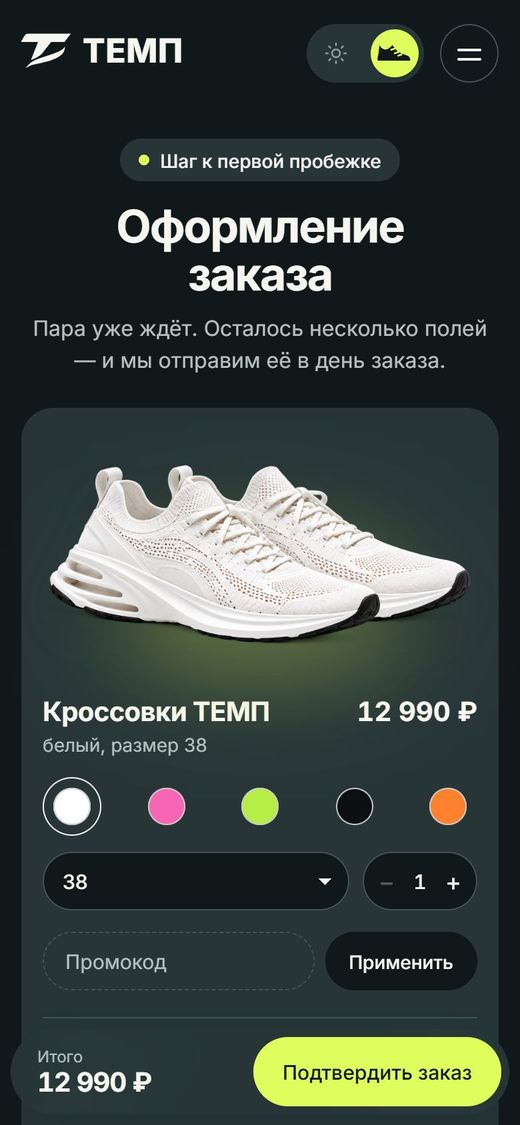 ТЕМП
Шаг к первой пробежке
Оформление
заказа
Пара уже ждёт. Осталось несколько полей
— и мы отправим её в день заказа.
Кроссовки ТЕМП 12 990 ₽
белый, размер 38
38 − 1 +
Промокод Применить
Итого
12 990 ₽
Подтвердить заказ